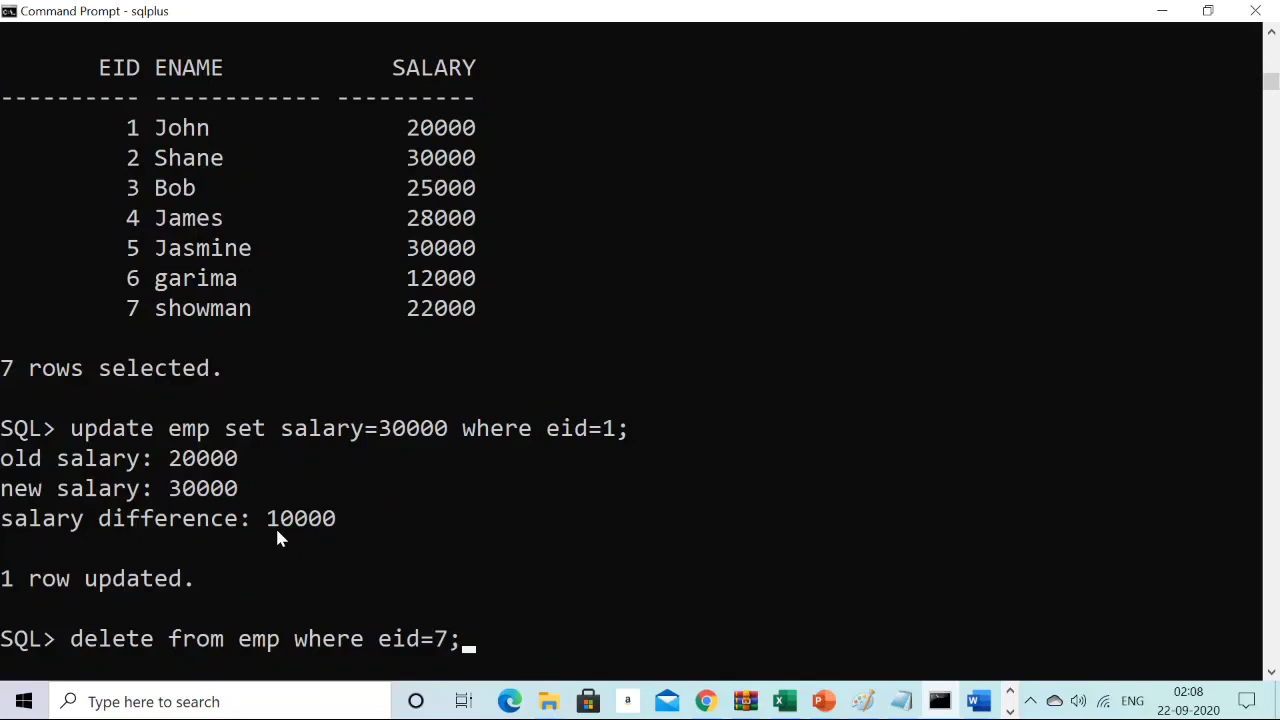 Command Prompt - sqlplus
EID ENAME SALARY
---------- ------------ ----------
1 John 20000
2 Shane 30000
3 Bob 25000
4 James 28000
5 Jasmine 30000
6 garima 12000
7 showman 22000
7 rows selected.
SQL> update emp set salary=30000 where eid=1;
old salary: 20000
new salary: 30000
salary difference: 10000
1 row updated.
SQL> delete from emp where eid=7;
Type here to search
a
ENG
02:08
22-09-2020